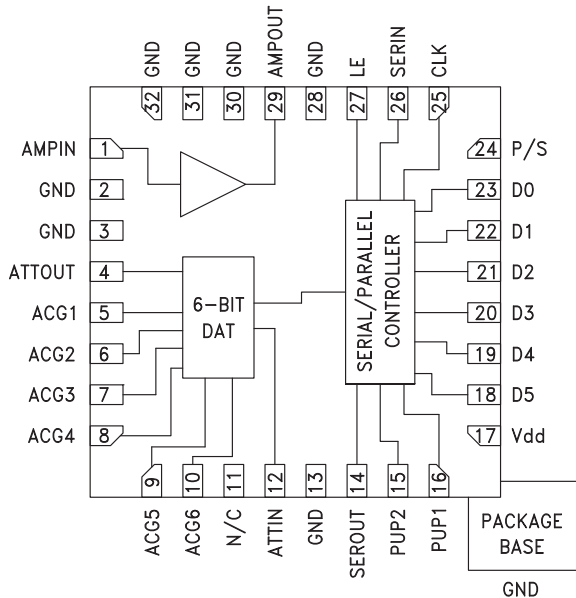 GND
GND
GND
AMPOUT
GND
LE
SERIN
CLK
32
31
30
29
28
27
26
25
AMPIN 1
GND 2
GND 3
ATTOUT 4
ACG1 5
ACG2 6
ACG3 7
ACG4 8
6-BIT
DAT
SERIAL/PARALLEL
CONTROLLER
24 P/S
23 D0
22 D1
21 D2
20 D3
19 D4
18 D5
17 Vdd
9
10
11
12
13
14
15
16
ACG5
ACG6
N/C
ATTIN
GND
SEROUT
PUP2
PUP1
PACKAGE
BASE
GND